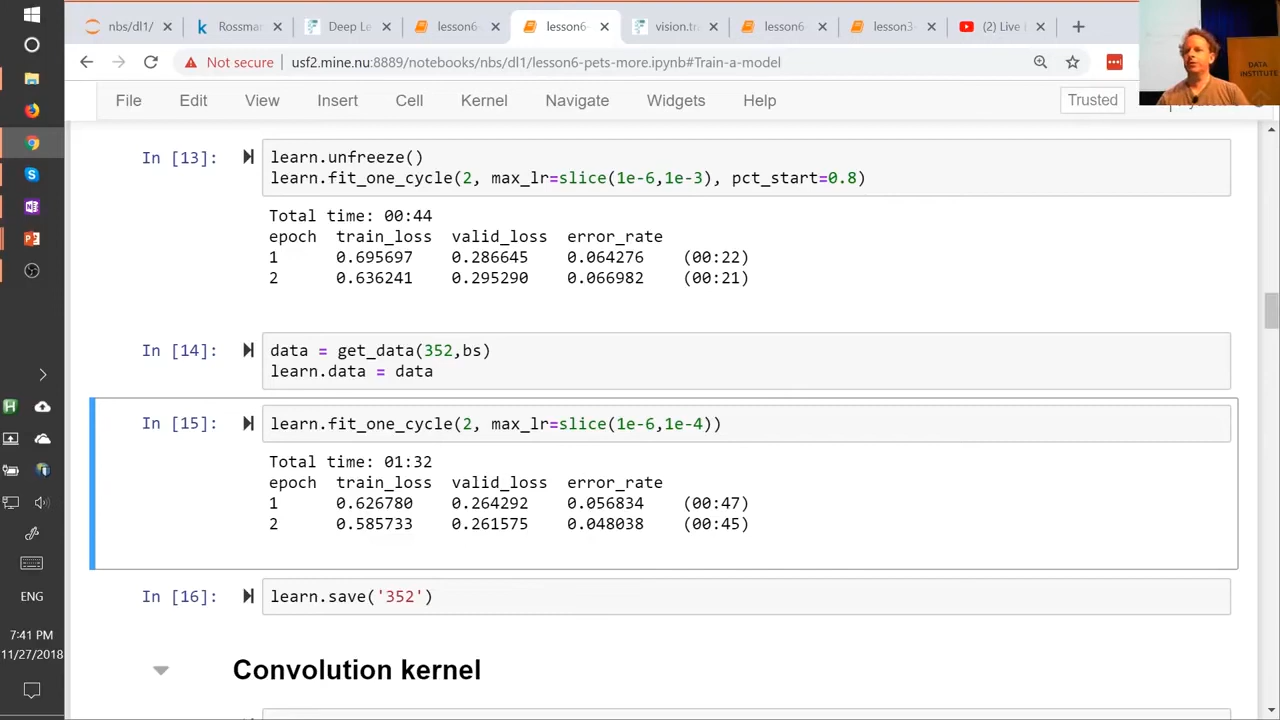 nbs/dl1/
Rossmar
Deep Le
lesson6-
lesson6-
vision.tra
lesson6-
lesson3-
(2) Live
Not secure
usf2.mine.nu:8889/notebooks/nbs/dl1/lesson6-pets-more.ipynb#Train-a-model
DATA
INSTITUTE
File Edit View Insert Cell Kernel Navigate Widgets Help
Trusted
In [13]:
learn.unfreeze()
learn.fit_one_cycle(2, max_lr=slice(1e-6,1e-3), pct_start=0.8)
Total time: 00:44
epoch train_loss valid_loss error_rate
1 0.695697 0.286645 0.064276 (00:22)
2 0.636241 0.295290 0.066982 (00:21)
In [14]:
data = get_data(352,bs)
learn.data = data
In [15]:
learn.fit_one_cycle(2, max_lr=slice(1e-6,1e-4))
Total time: 01:32
epoch train_loss valid_loss error_rate
1 0.626780 0.264292 0.056834 (00:47)
2 0.585733 0.261575 0.048038 (00:45)
In [16]:
learn.save('352')
Convolution kernel
ENG
7:41 PM
11/27/2018